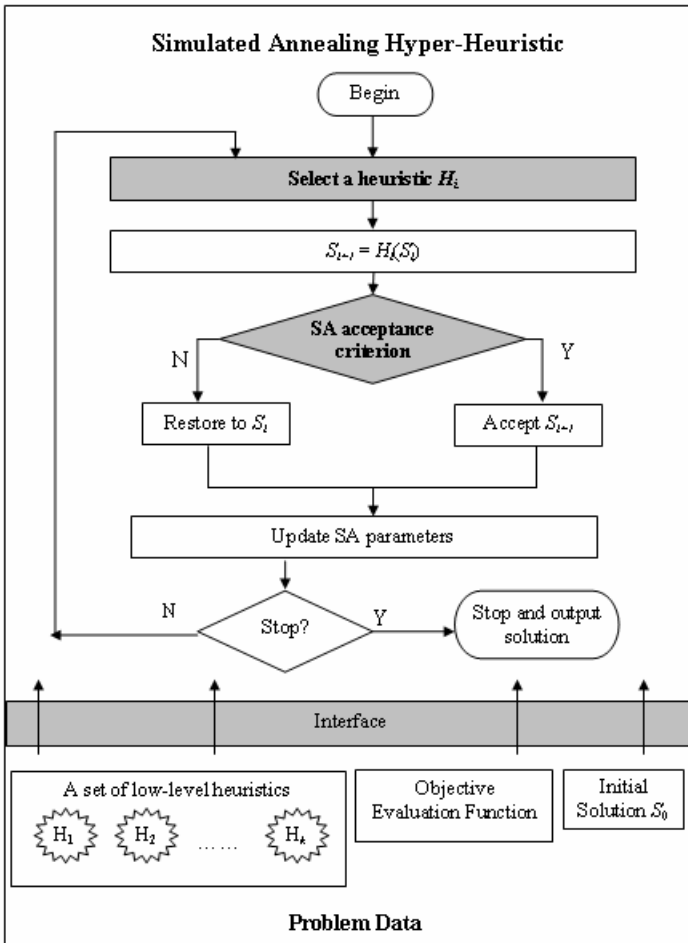 Simulated Annealing Hyper-Heuristic
Begin
Select a heuristic Hᵢ
Sᵢ₊₁ = Hᵢ(Sᵢ)
SA acceptance
criterion
N
Y
Restore to Sᵢ
Accept Sᵢ₊₁
Update SA parameters
N
Stop?
Y
Stop and output
solution
Interface
A set of low-level heuristics
H₁
H₂
... ...
Hₖ
Objective
Evaluation Function
Initial
Solution S₀
Problem Data